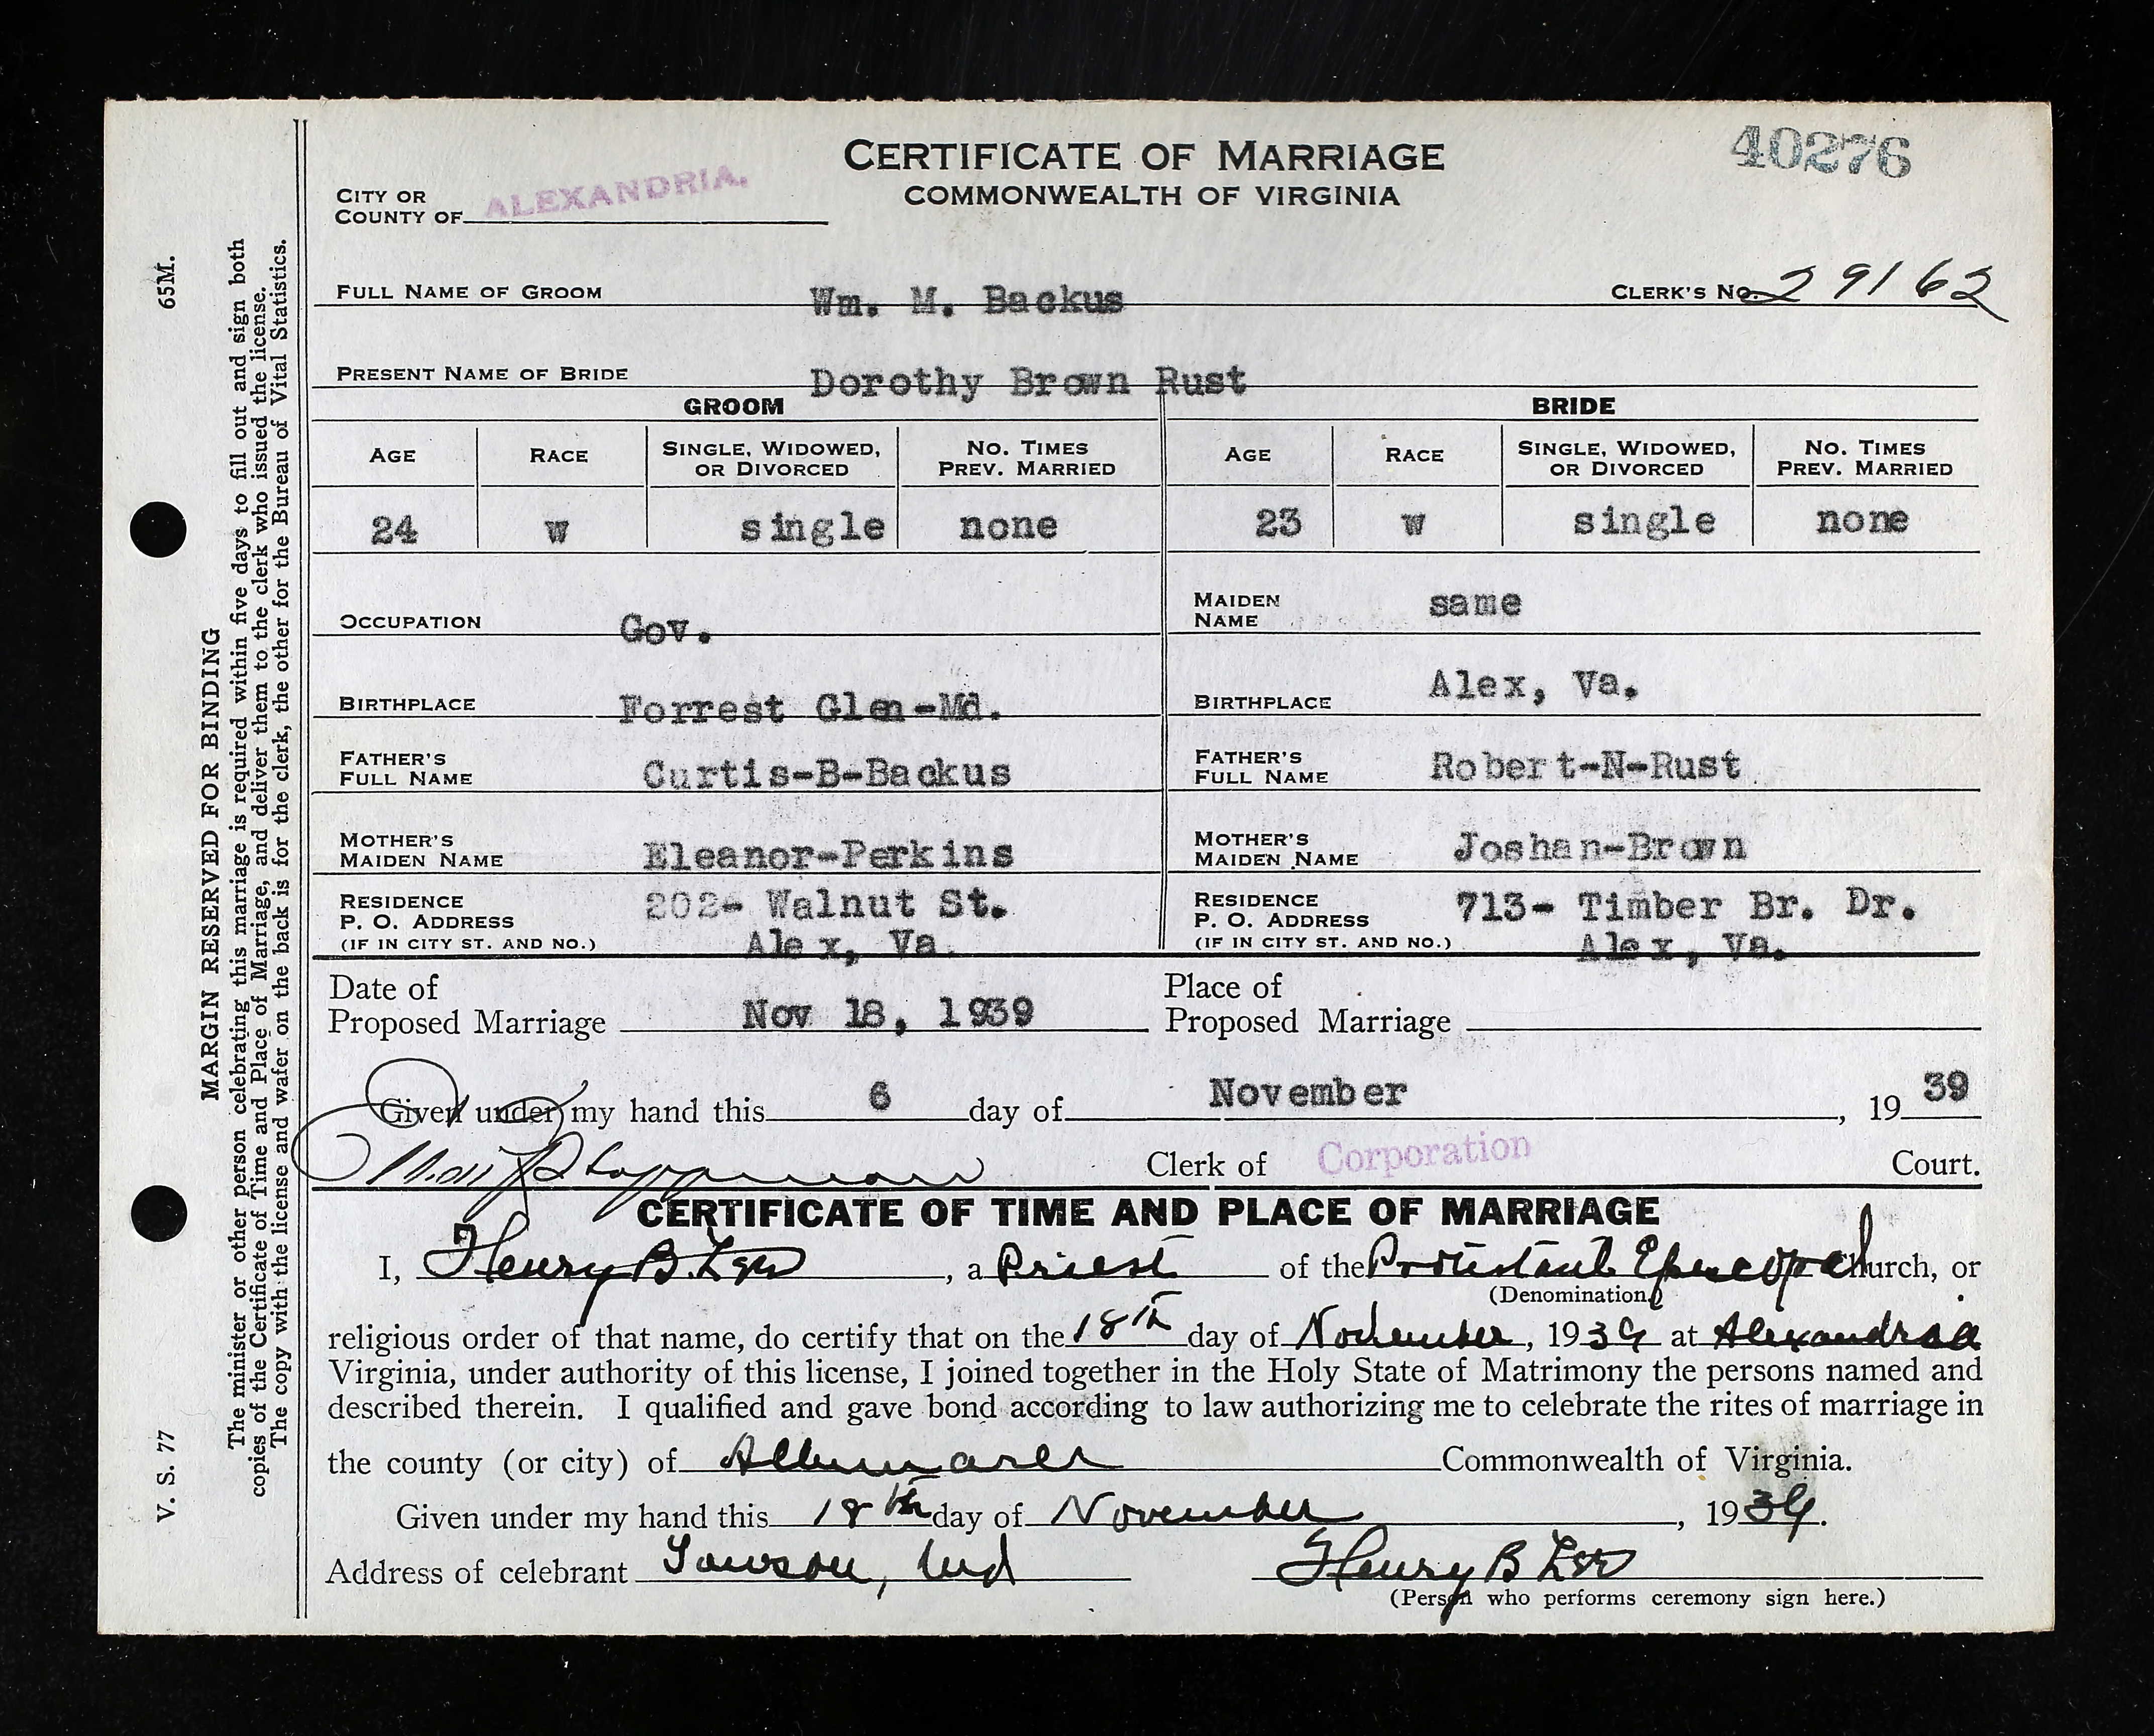 CERTIFICATE OF MARRIAGE
COMMONWEALTH OF VIRGINIA
40276
CITY OR
COUNTY OF ALEXANDRIA.
FULL NAME OF GROOM Wm. M. Backus CLERK'S NO. 29162
PRESENT NAME OF BRIDE Dorothy Brown Rust
GROOM BRIDE
AGE RACE SINGLE, WIDOWED, OR DIVORCED NO. TIMES PREV. MARRIED AGE RACE SINGLE, WIDOWED, OR DIVORCED NO. TIMES PREV. MARRIED
24 w single none 23 w single none
OCCUPATION Gov. MAIDEN NAME same
BIRTHPLACE Forrest Glen-Md. BIRTHPLACE Alex, Va.
FATHER'S FULL NAME Curtis-B-Backus FATHER'S FULL NAME Robert-N-Rust
MOTHER'S MAIDEN NAME Eleanor-Perkins MOTHER'S MAIDEN NAME Joshan-Brown
RESIDENCE P. O. ADDRESS (IF IN CITY ST. AND NO.) 202- Walnut St. Alex, Va. RESIDENCE P. O. ADDRESS (IF IN CITY ST. AND NO.) 713- Timber Br. Dr. Alex, Va.
Date of Proposed Marriage Nov 18, 1939 Place of Proposed Marriage
Given under my hand this 6 day of November, 1939
Clerk of Corporation Court.
CERTIFICATE OF TIME AND PLACE OF MARRIAGE
I, Henry B. Lee, a Priest of the Protestant Episcopal Church, or
(Denomination.)
religious order of that name, do certify that on the 18th day of November, 1939 at Alexandria
Virginia, under authority of this license, I joined together in the Holy State of Matrimony the persons named and
described therein. I qualified and gave bond according to law authorizing me to celebrate the rites of marriage in
the county (or city) of Albemarle Commonwealth of Virginia.
Given under my hand this 18th day of November, 1939.
Address of celebrant Towson, Md Henry B Lee
(Person who performs ceremony sign here.)
65M.
MARGIN RESERVED FOR BINDING
The minister or other person celebrating this marriage is required within five days to fill out and sign both
copies of the Certificate of Time and Place of Marriage, and deliver them to the clerk who issued the license.
The copy with the license and wafer on the back is for the clerk, the other for the Bureau of Vital Statistics.
V. S. 77